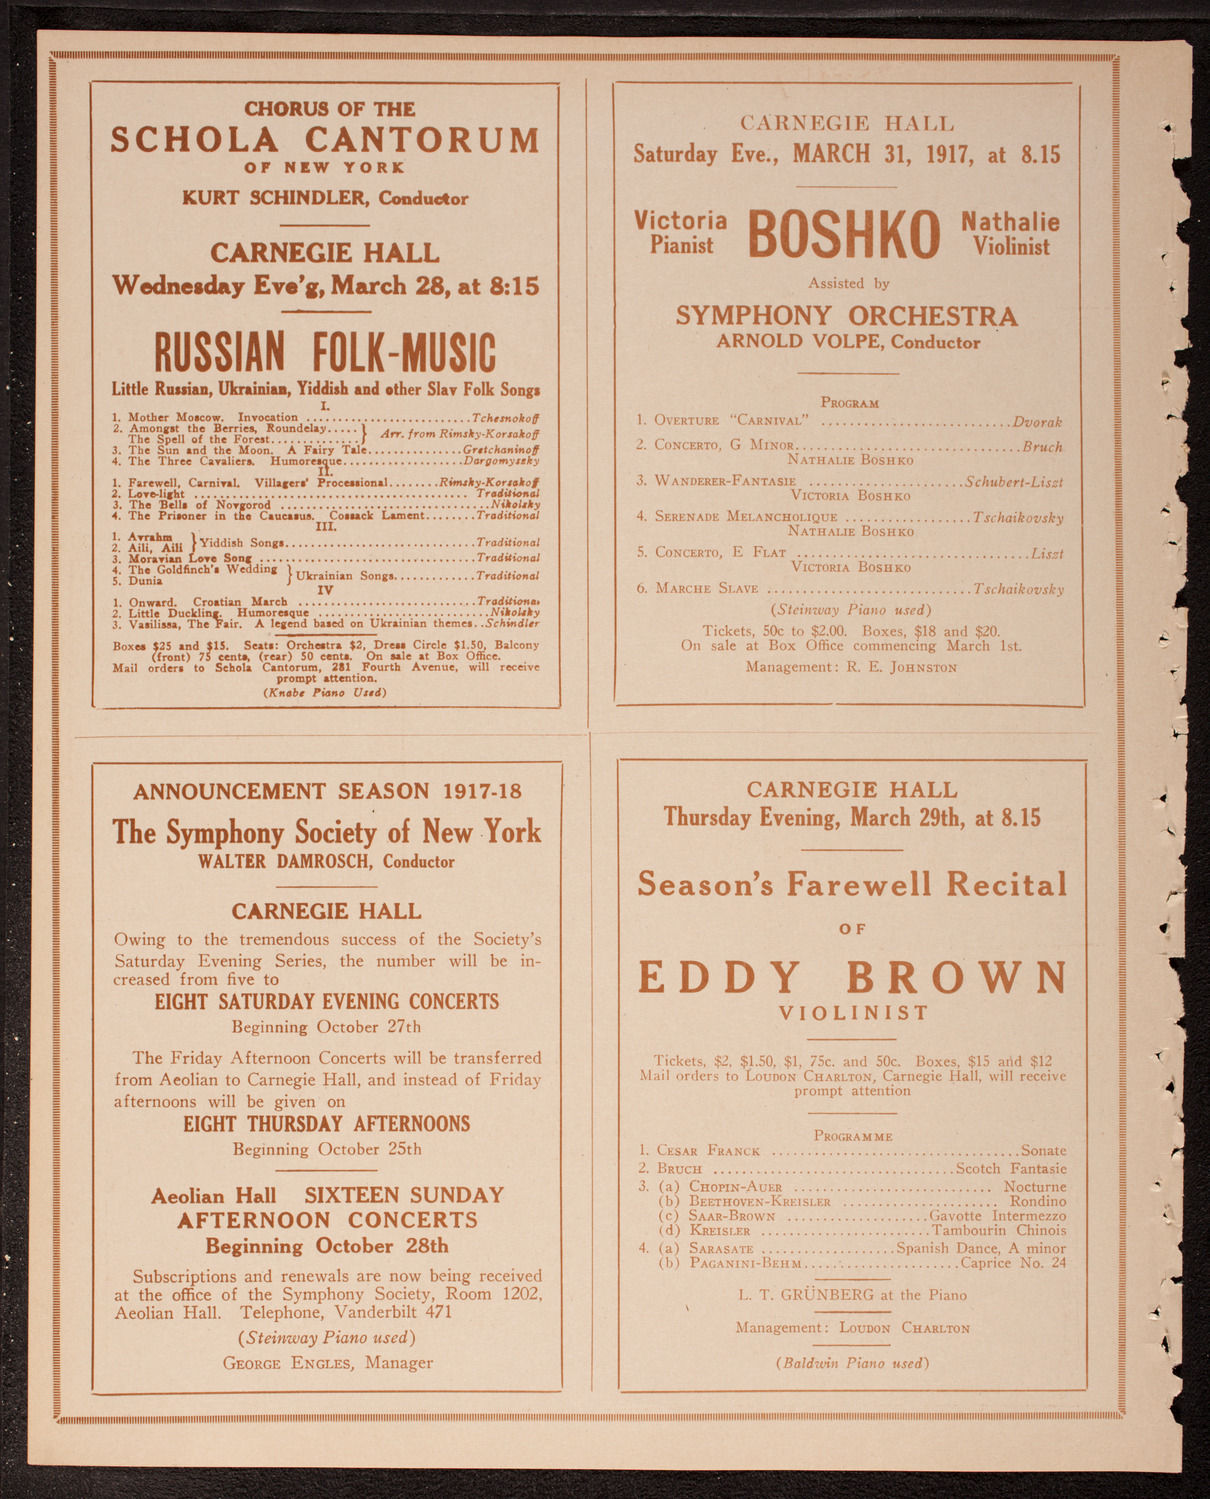 CHORUS OF THE
SCHOLA CANTORUM
OF NEW YORK
KURT SCHINDLER, Conductor
CARNEGIE HALL
Wednesday Eve'g, March 28, at 8:15
RUSSIAN FOLK-MUSIC
Little Russian, Ukrainian, Yiddish and other Slav Folk Songs
I.
1. Mother Moscow. Invocation ........................Tchesnokoff
2. Amongst the Berries, Roundelay.....} Arr. from Rimsky-Korsakoff
The Spell of the Forest.............}
3. The Sun and the Moon. A Fairy Tale..............Gretchaninoff
4. The Three Cavaliers. Humoresque..................Dargomyssky
II.
1. Farewell, Carnival. Villagers' Processional........Rimsky-Korsakoff
2. Love-light ........................................ Traditional
3. The Bells of Novgorod ...............................Nikolsky
4. The Prisoner in the Caucasus. Cossack Lament........Traditional
III.
1. Avrahm } Yiddish Songs............................Traditional
2. Aili, Aili
3. Moravian Love Song ................................Traditional
4. The Goldfinch's Wedding } Ukrainian Songs............Traditional
5. Dunia
IV
1. Onward. Croatian March ..........................Traditional
2. Little Duckling. Humoresque .........................Nikolsky
3. Vasilissa, The Fair. A legend based on Ukrainian themes..Schindler
Boxes $25 and $15. Seats: Orchestra $2, Dress Circle $1.50, Balcony
(front) 75 cents, (rear) 50 cents. On sale at Box Office.
Mail orders to Schola Cantorum, 281 Fourth Avenue, will receive
prompt attention.
(Knabe Piano Used)
CARNEGIE HALL
Saturday Eve., MARCH 31, 1917, at 8.15
Victoria BOSHKO Nathalie
Pianist Violinist
Assisted by
SYMPHONY ORCHESTRA
ARNOLD VOLPE, Conductor
PROGRAM
1. OVERTURE "CARNIVAL" ...........................Dvorak
2. CONCERTO, G MINOR...............................Bruch
NATHALIE BOSHKO
3. WANDERER-FANTASIE .....................Schubert-Liszt
VICTORIA BOSHKO
4. SERENADE MELANCHOLIQUE ..................Tschaikovsky
NATHALIE BOSHKO
5. CONCERTO, E FLAT ................................Liszt
VICTORIA BOSHKO
6. MARCHE SLAVE .............................Tschaikovsky
(Steinway Piano used)
Tickets, 50c to $2.00. Boxes, $18 and $20.
On sale at Box Office commencing March 1st.
Management: R. E. JOHNSTON
ANNOUNCEMENT SEASON 1917-18
The Symphony Society of New York
WALTER DAMROSCH, Conductor
CARNEGIE HALL
Owing to the tremendous success of the Society's
Saturday Evening Series, the number will be in-
creased from five to
EIGHT SATURDAY EVENING CONCERTS
Beginning October 27th
The Friday Afternoon Concerts will be transferred
from Aeolian to Carnegie Hall, and instead of Friday
afternoons will be given on
EIGHT THURSDAY AFTERNOONS
Beginning October 25th
Aeolian Hall SIXTEEN SUNDAY
AFTERNOON CONCERTS
Beginning October 28th
Subscriptions and renewals are now being received
at the office of the Symphony Society, Room 1202,
Aeolian Hall. Telephone, Vanderbilt 471
(Steinway Piano used)
GEORGE ENGLES, Manager
CARNEGIE HALL
Thursday Evening, March 29th, at 8.15
Season's Farewell Recital
OF
EDDY BROWN
VIOLINIST
Tickets, $2, $1.50, $1, 75c. and 50c. Boxes, $15 and $12
Mail orders to LOUDON CHARLTON, Carnegie Hall, will receive
prompt attention
PROGRAMME
1. CESAR FRANCK ..................................Sonate
2. BRUCH .................................Scotch Fantasie
3. (a) CHOPIN-AUER ........................... Nocturne
(b) BEETHOVEN-KREISLER ..................... Rondino
(c) SAAR-BROWN ...................Gavotte Intermezzo
(d) KREISLER .......................Tambourin Chinois
4. (a) SARASATE ..................Spanish Dance, A minor
(b) PAGANINI-BEHM.....................Caprice No. 24
L. T. GRÜNBERG at the Piano
Management: LOUDON CHARLTON
(Baldwin Piano used)